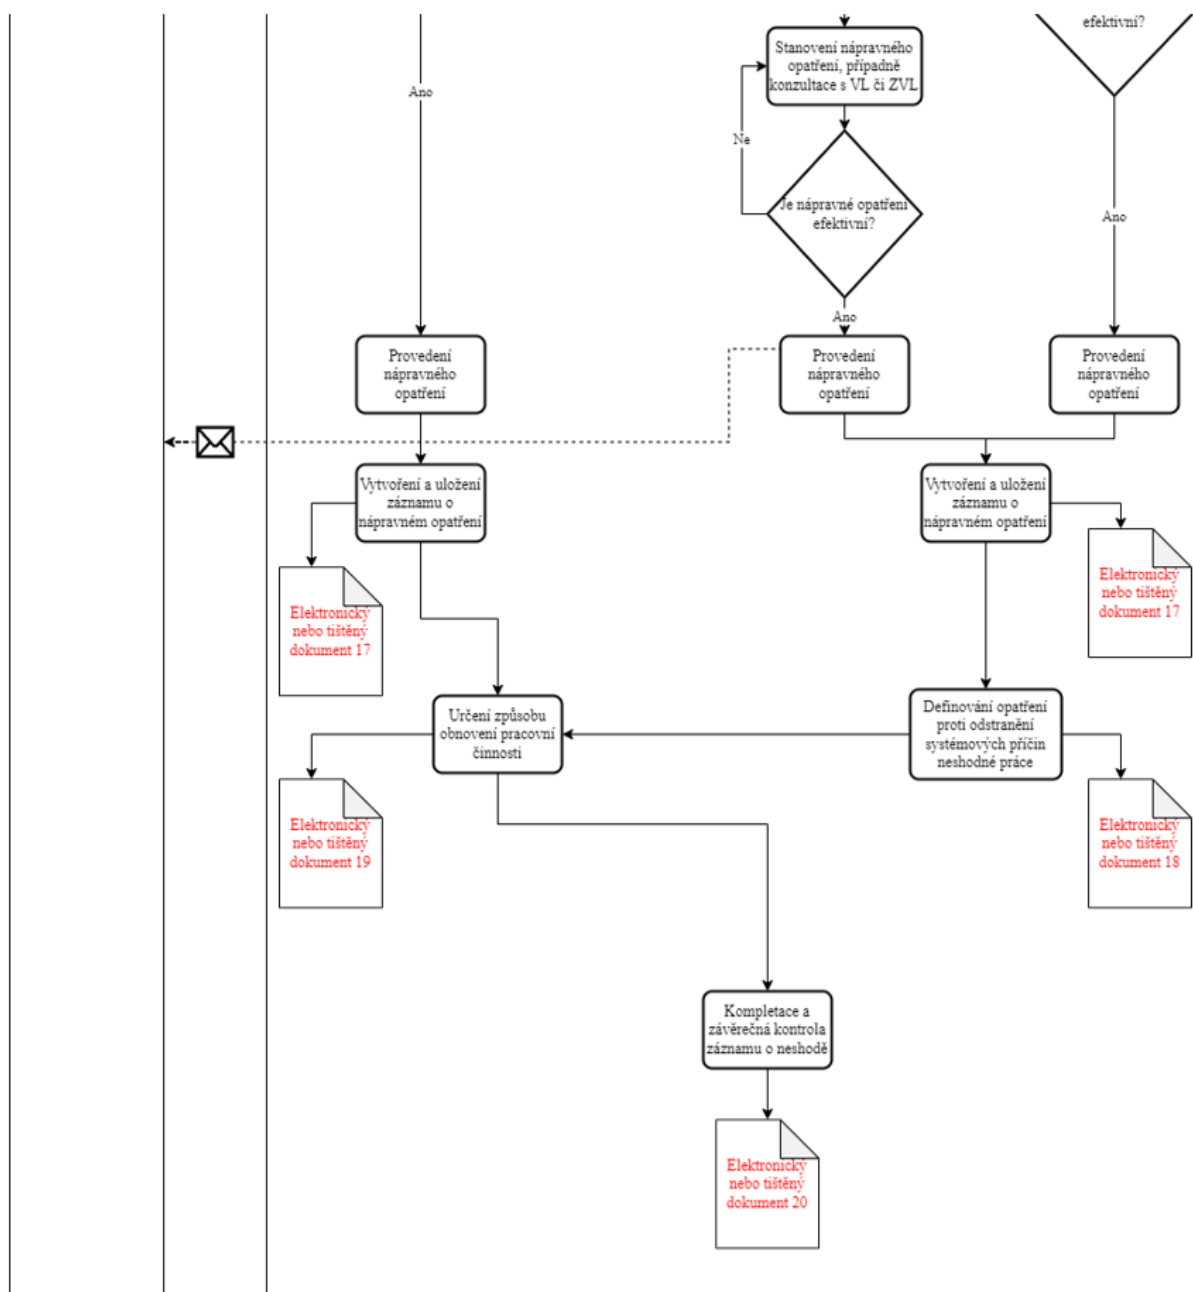 efektivní?
Stanovení nápravného
opatření, případně
konzultace s VL či ZVL
Ano
Ne
Je nápravné opatření
efektivní?
Ano
Ano
Provedení
nápravného
opatření
Provedení
nápravného
opatření
Provedení
nápravného
opatření
Vytvoření a uložení
záznamu o
nápravném opatření
Vytvoření a uložení
záznamu o
nápravném opatření
Elektronický
nebo tištěný
dokument 17
Elektronický
nebo tištěný
dokument 17
Určení způsobu
obnovení pracovní
činnosti
Definování opatření
proti odstranění
systémových příčin
neshodné práce
Elektronický
nebo tištěný
dokument 19
Elektronický
nebo tištěný
dokument 18
Kompletace a
závěrečná kontrola
záznamu o neshodě
Elektronický
nebo tištěný
dokument 20